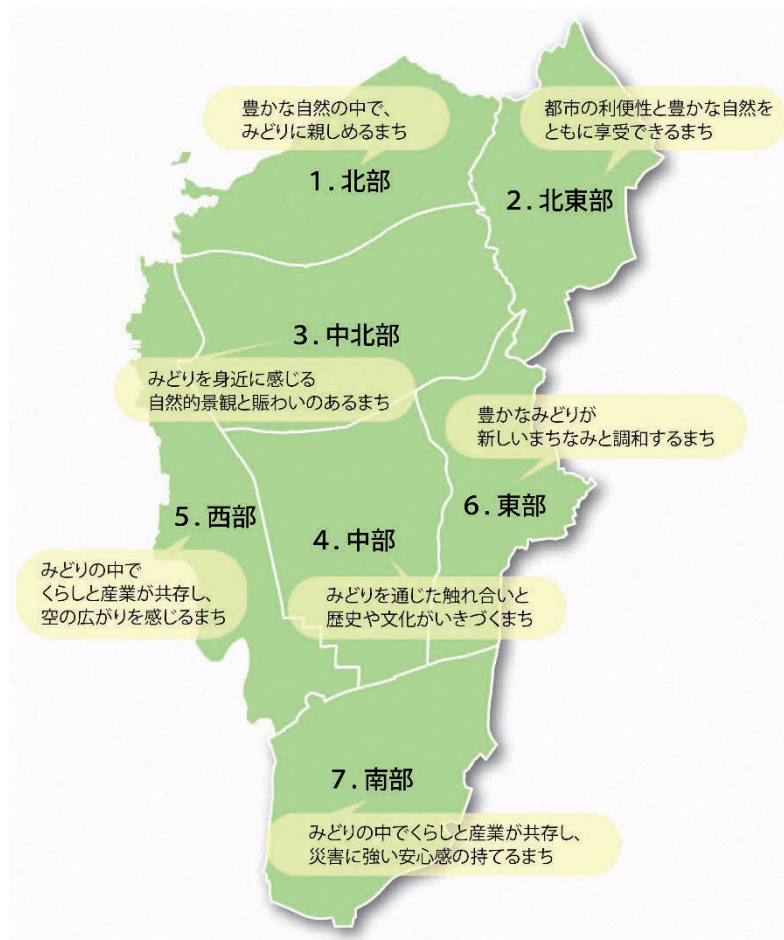 豊かな自然の中で、
みどりに親しめるまち
1.北部
都市の利便性と豊かな自然を
ともに享受できるまち
2.北東部
3.中北部
みどりを身近に感じる
自然的景観と賑わいのあるまち
豊かなみどりが
新しいまちなみと調和するまち
6.東部
5.西部
みどりの中で
くらしと産業が共存し、
空の広がりを感じるまち
4.中部
みどりを通じた触れ合いと
歴史や文化がいきづくまち
7.南部
みどりの中でくらしと産業が共存し、
災害に強い安心感の持てるまち